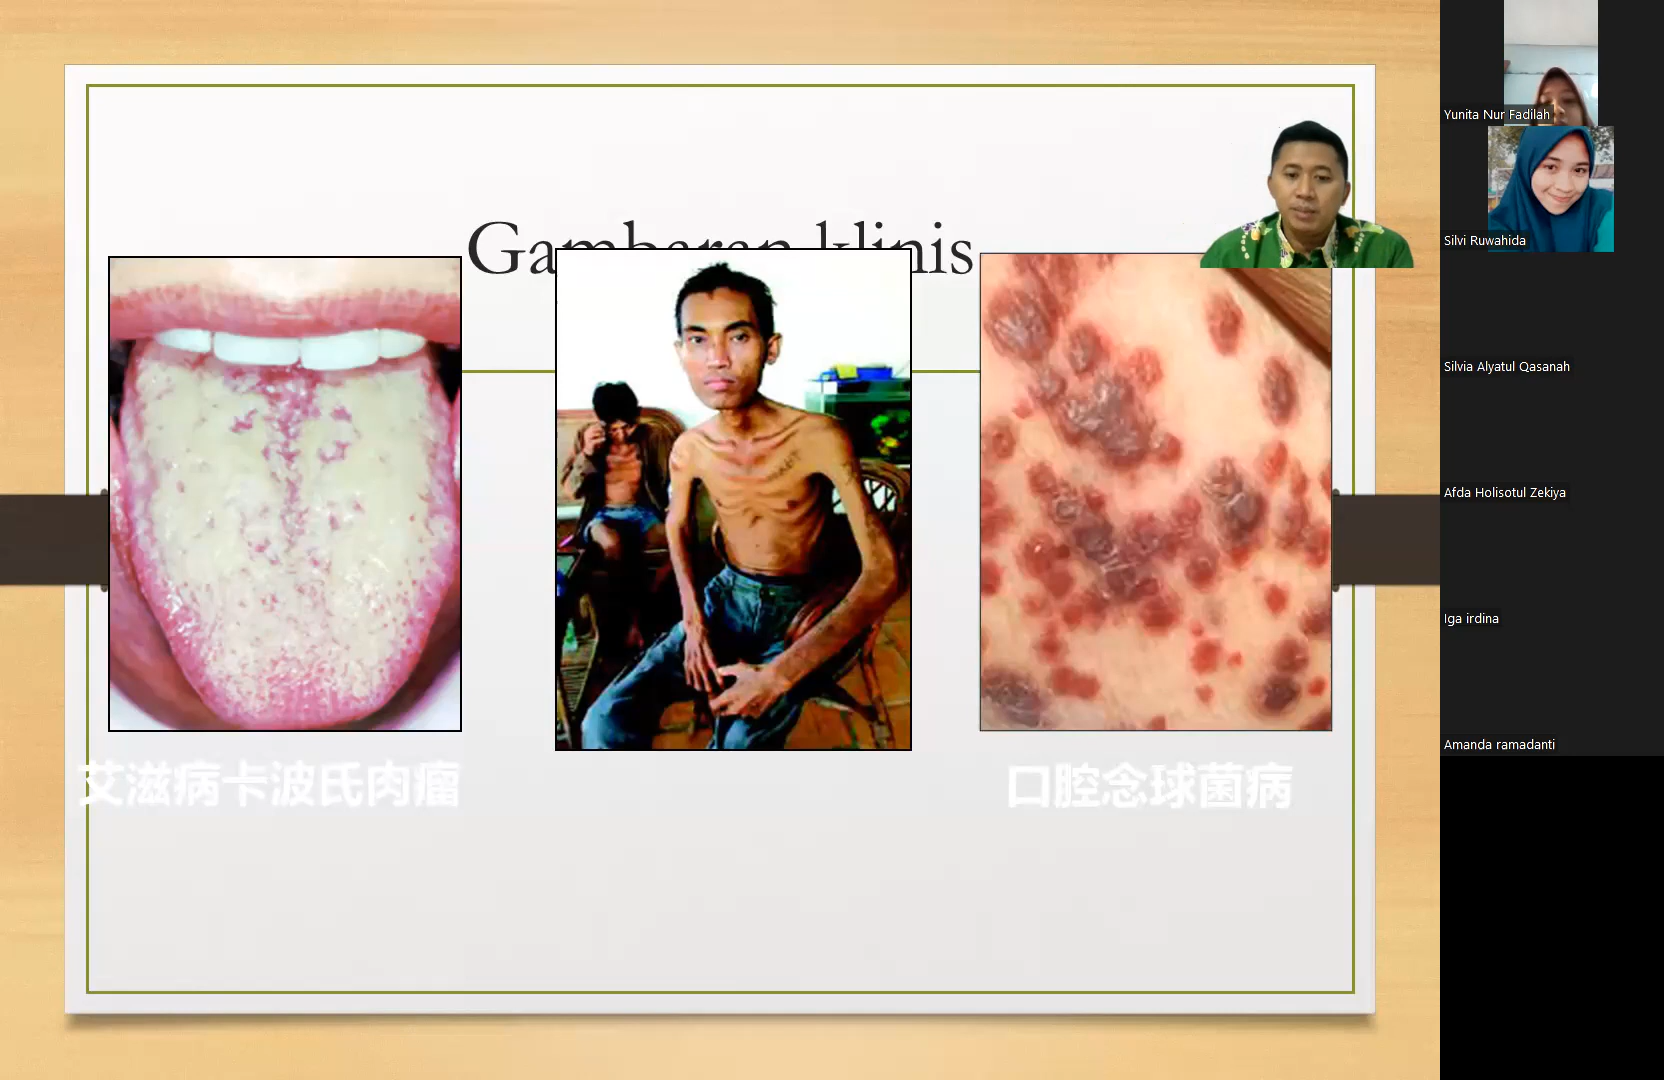 Gambaran klinis
艾滋病卡波氏肉瘤
口腔念球菌病
Yunita Nur Fadilah
Silvi Ruwahida
Silvia Alyatul Qasanah
Afda Holisotul Zekiya
Iga irdina
Amanda ramadanti